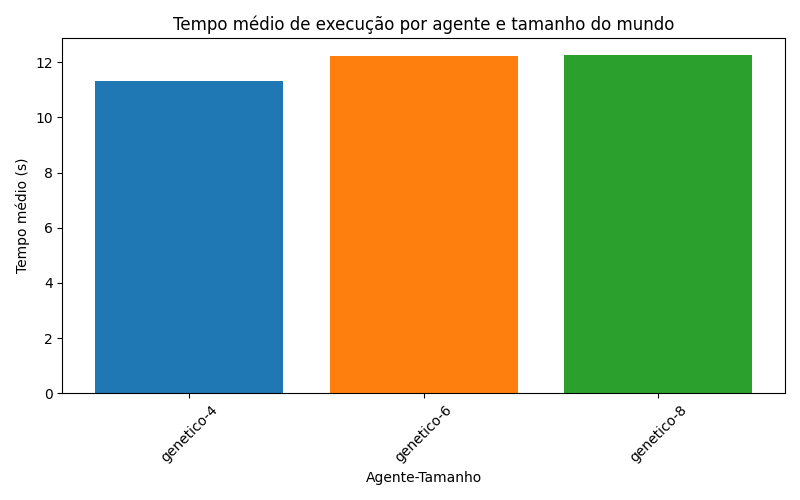 Tempo médio de execução por agente e tamanho do mundo
Tempo médio (s)
12
10
8
6
4
2
0
genetico-4
genetico-6
genetico-8
Agente-Tamanho